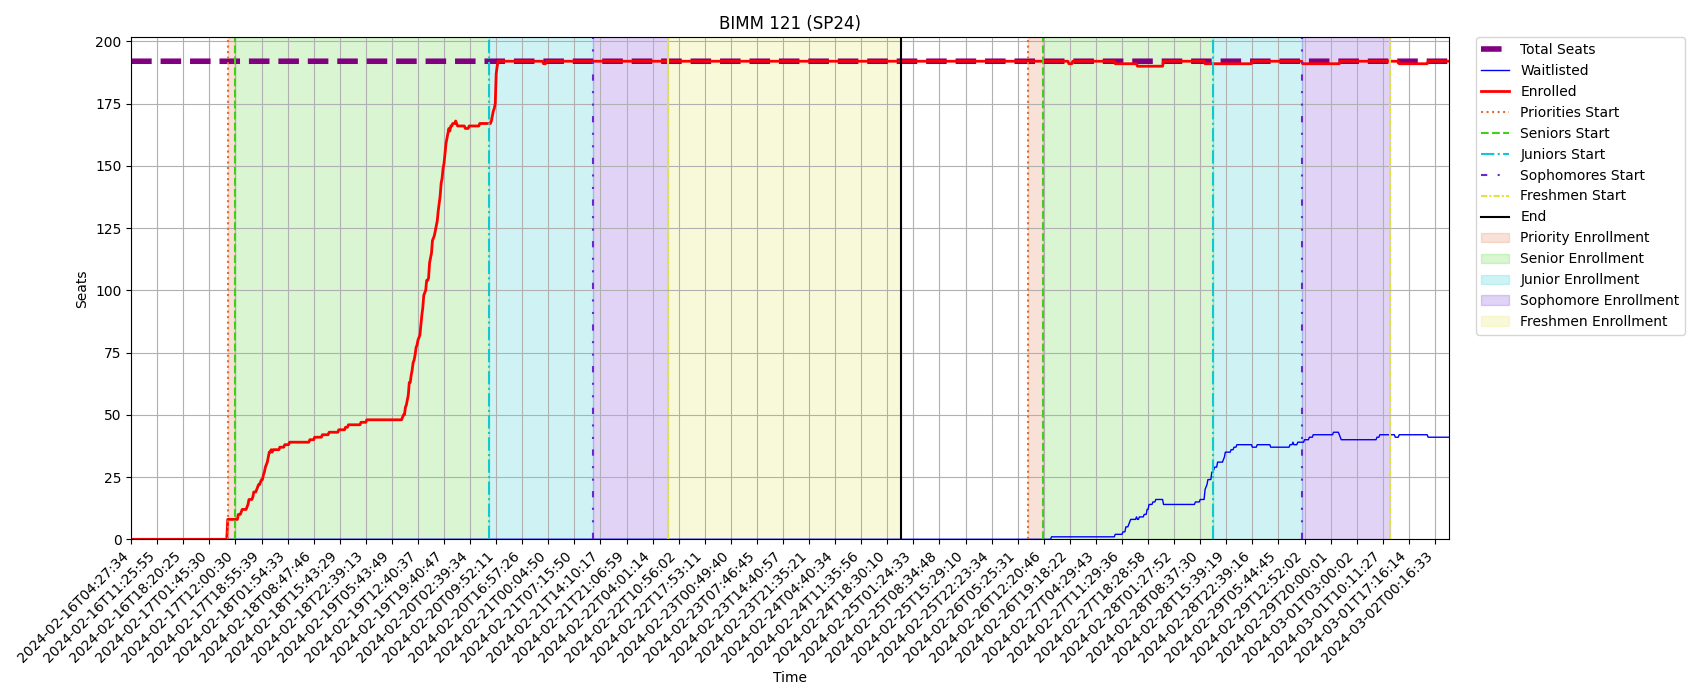 BIMM 121 (SP24)
200
175
150
125
100
75
50
25
0
Seats
2024-02-16T04:27:34
2024-02-16T11:25:55
2024-02-16T18:20:25
2024-02-17T01:45:30
2024-02-17T12:00:30
2024-02-17T18:55:39
2024-02-18T01:54:33
2024-02-18T08:47:46
2024-02-18T15:43:29
2024-02-18T22:39:13
2024-02-19T05:43:49
2024-02-19T12:40:37
2024-02-19T19:40:47
2024-02-20T02:39:34
2024-02-20T09:52:11
2024-02-20T16:57:26
2024-02-21T00:04:50
2024-02-21T07:15:50
2024-02-21T14:10:17
2024-02-21T21:06:59
2024-02-22T04:01:14
2024-02-22T10:56:02
2024-02-22T17:53:11
2024-02-23T00:49:40
2024-02-23T07:46:45
2024-02-23T14:40:57
2024-02-23T21:35:21
2024-02-24T04:40:34
2024-02-24T11:35:56
2024-02-24T18:30:10
2024-02-25T01:24:33
2024-02-25T08:34:48
2024-02-25T15:29:10
2024-02-25T22:23:34
2024-02-26T05:25:31
2024-02-26T12:20:46
2024-02-26T19:18:22
2024-02-27T04:29:43
2024-02-27T11:29:36
2024-02-27T18:28:58
2024-02-28T01:27:52
2024-02-28T08:37:30
2024-02-28T15:39:19
2024-02-28T22:39:16
2024-02-29T05:44:45
2024-02-29T12:52:02
2024-02-29T20:00:01
2024-03-01T03:00:02
2024-03-01T10:11:27
2024-03-01T17:16:14
2024-03-02T00:16:33
Time
Total Seats
Waitlisted
Enrolled
Priorities Start
Seniors Start
Juniors Start
Sophomores Start
Freshmen Start
End
Priority Enrollment
Senior Enrollment
Junior Enrollment
Sophomore Enrollment
Freshmen Enrollment